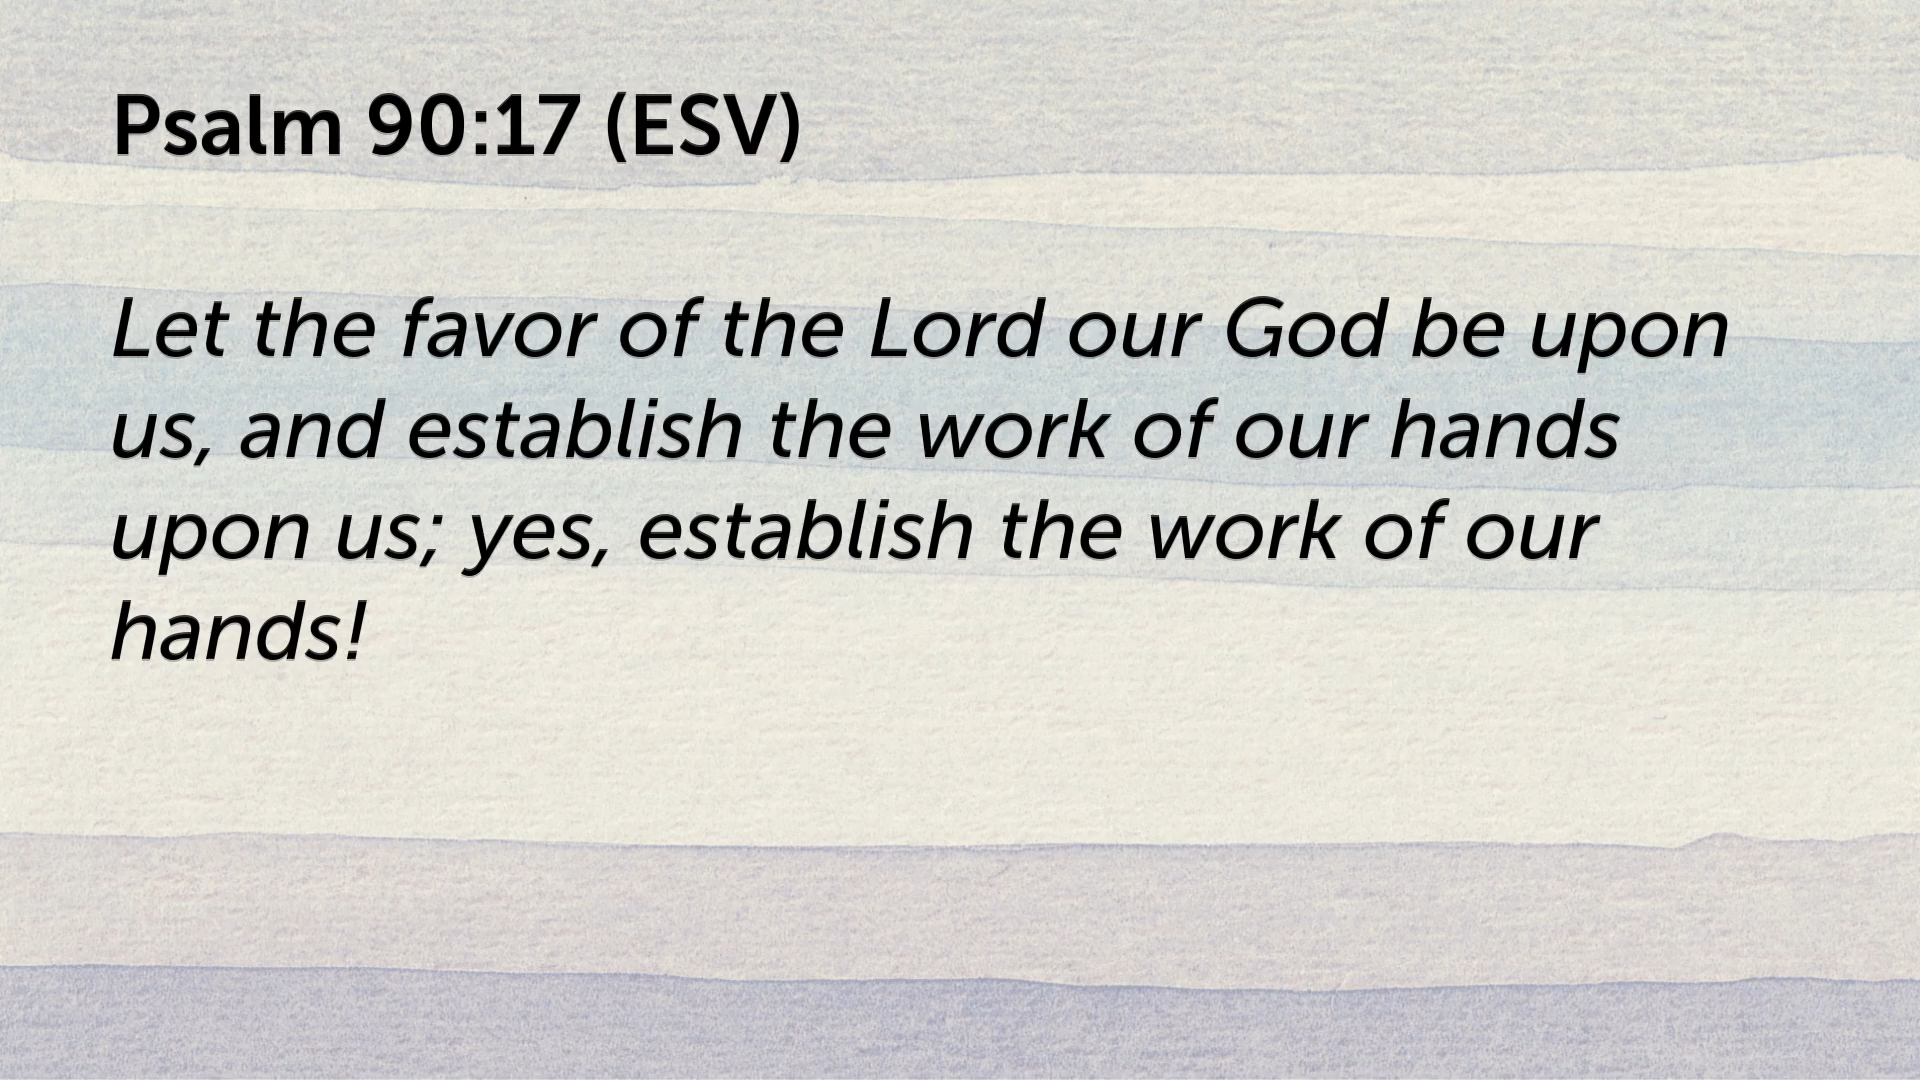 Psalm 90:17 (ESV)
Let the favor of the Lord our God be upon
us, and establish the work of our hands
upon us; yes, establish the work of our
hands!